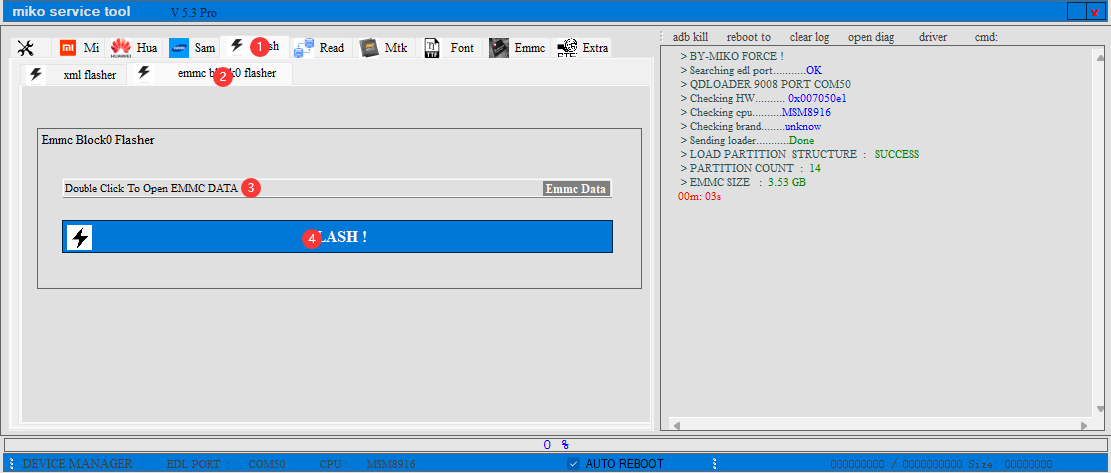 miko service tool V 5.3 Pro
Mi Hua Sam 1 Read Mtk Font Emmc Extra
HUAWEI
xml flasher emmc block0 flasher
2
Emmc Block0 Flasher
Double Click To Open EMMC DATA 3 Emmc Data
4 LASH !
adb kill reboot to clear log open diag driver cmd:
> BY-MIKO FORCE !
> Searching edl port...........OK
> QDLOADER 9008 PORT COM50
> Checking HW.......... 0x007050e1
> Checking cpu..........MSM8916
> Checking brand........unknow
> Sending loader...........Done
> LOAD PARTITION STRUCTURE : SUCCESS
> PARTITION COUNT : 14
> EMMC SIZE : 3.53 GB
00m: 03s
0 %
DEVICE MANAGER EDL PORT : COM50 CPU : MSM8916 AUTO REBOOT 000000000 / 0000000000 Size: 00000000